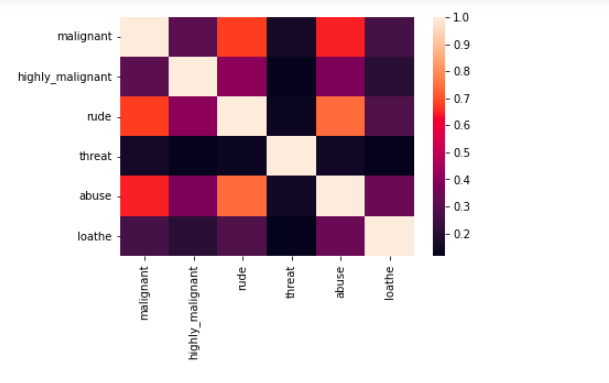 malignant
highly_malignant
rude
threat
abuse
loathe
malignant
highly_malignant
rude
threat
abuse
loathe
1.0
0.9
0.8
0.7
0.6
0.5
0.4
0.3
0.2